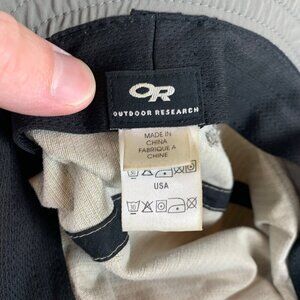 OR
OUTDOOR RESEARCH
MADE IN
CHINA
FABRIQUÉ A
CHINE
USA